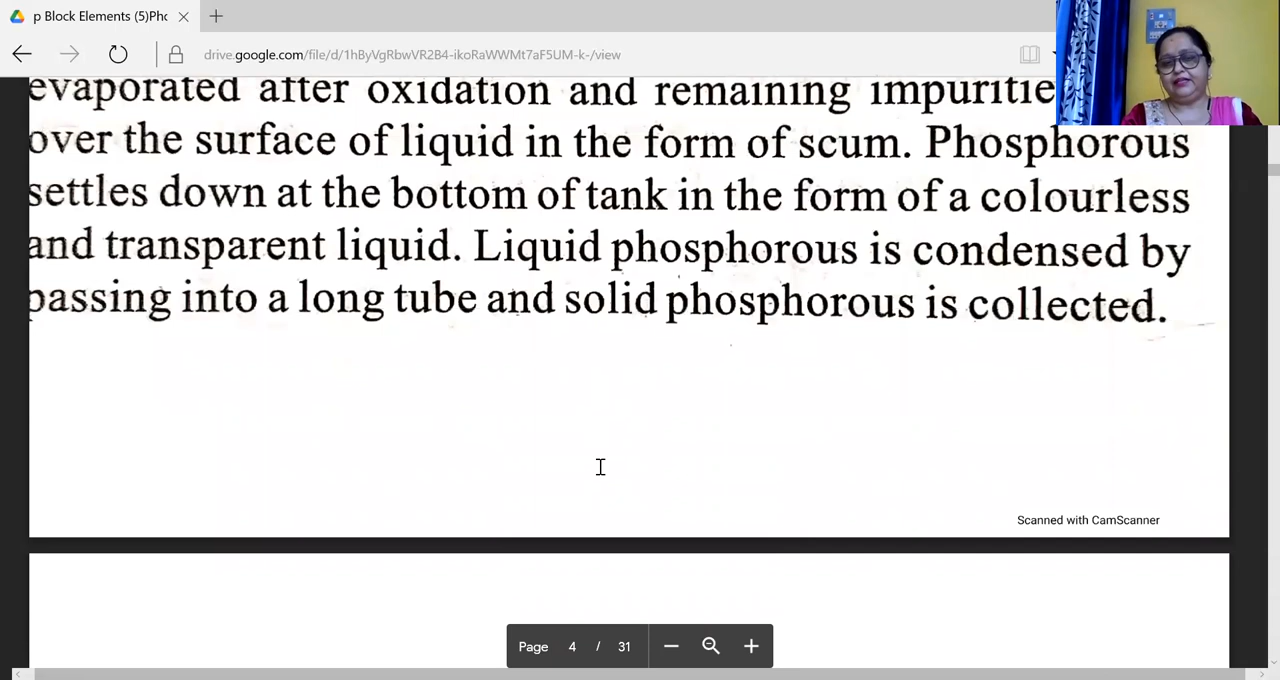 p Block Elements (5)Pho
drive.google.com/file/d/1hByVgRbwVR2B4-ikoRaWWMt7aF5UM-k-/view
evaporated after oxidation and remaining impuritie
over the surface of liquid in the form of scum. Phosphorous
settles down at the bottom of tank in the form of a colourless
and transparent liquid. Liquid phosphorous is condensed by
passing into a long tube and solid phosphorous is collected.
Scanned with CamScanner
Page 4 / 31